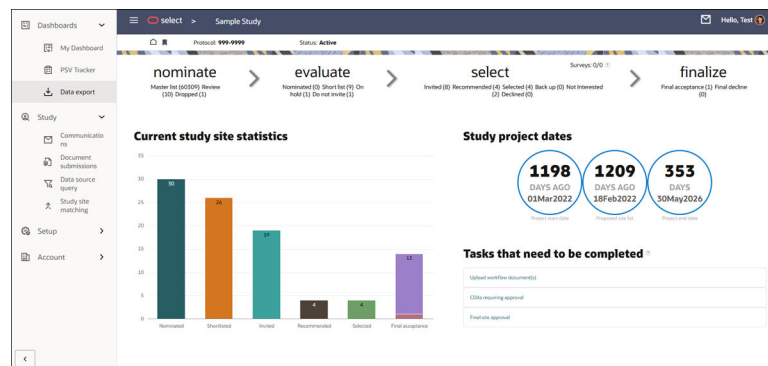 Dashboards
My Dashboard
PSV Tracker
Data export
Study
Communicatio
ns
Document
submissions
Data source
query
Study site
matching
Setup
Account
select > Sample Study
Hello, Test
Protocol: 999-9999 Status: Active
Surveys: 0/0
nominate
Master list (60309) Review
(10) Dropped (1)
evaluate
Nominated (0) Short list (9) On
hold (1) Do not invite (1)
select
Invited (8) Recommended (4) Selected (4) Back up (0) Not Interested
(2) Declined (0)
finalize
Final acceptance (1) Final decline
(0)
Current study site statistics
35
30
25
20
15
10
5
0
30
26
19
4
4
13
Nominated
Shortlisted
Invited
Recommended
Selected
Final acceptance
Study project dates
1198
DAYS AGO
01Mar2022
Project start date
1209
DAYS AGO
18Feb2022
Proposed site list
353
DAYS
30May2026
Project end date
Tasks that need to be completed
Upload workflow document(s)
CDAs requiring approval
Final site approval